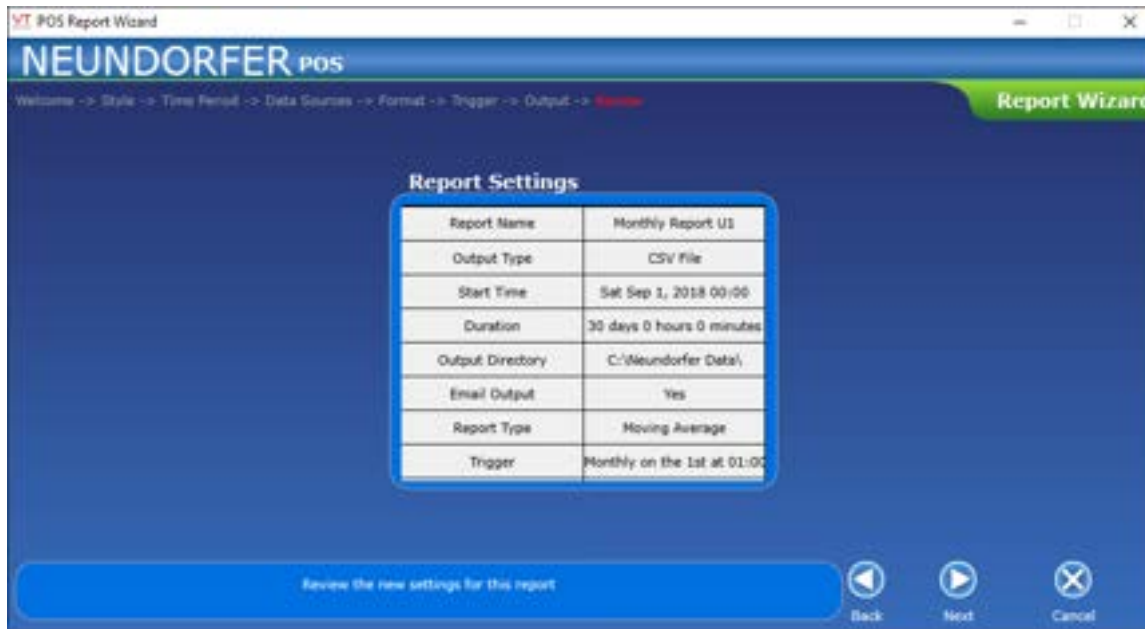 VT POS Report Wizard
NEUNDORFER POS
Welcome -> Style -> Time Period -> Data Sources -> Format -> Trigger -> Output ->
Report Wizard
Report Settings
Report Name Monthly Report U1
Output Type CSV File
Start Time Sat Sep 1, 2018 00:00
Duration 30 days 0 hours 0 minutes
Output Directory C:\Neundorfer Data\
Email Output Yes
Report Type Moving Average
Trigger Monthly on the 1st at 01:00
Review the new settings for this report
Back Next Cancel